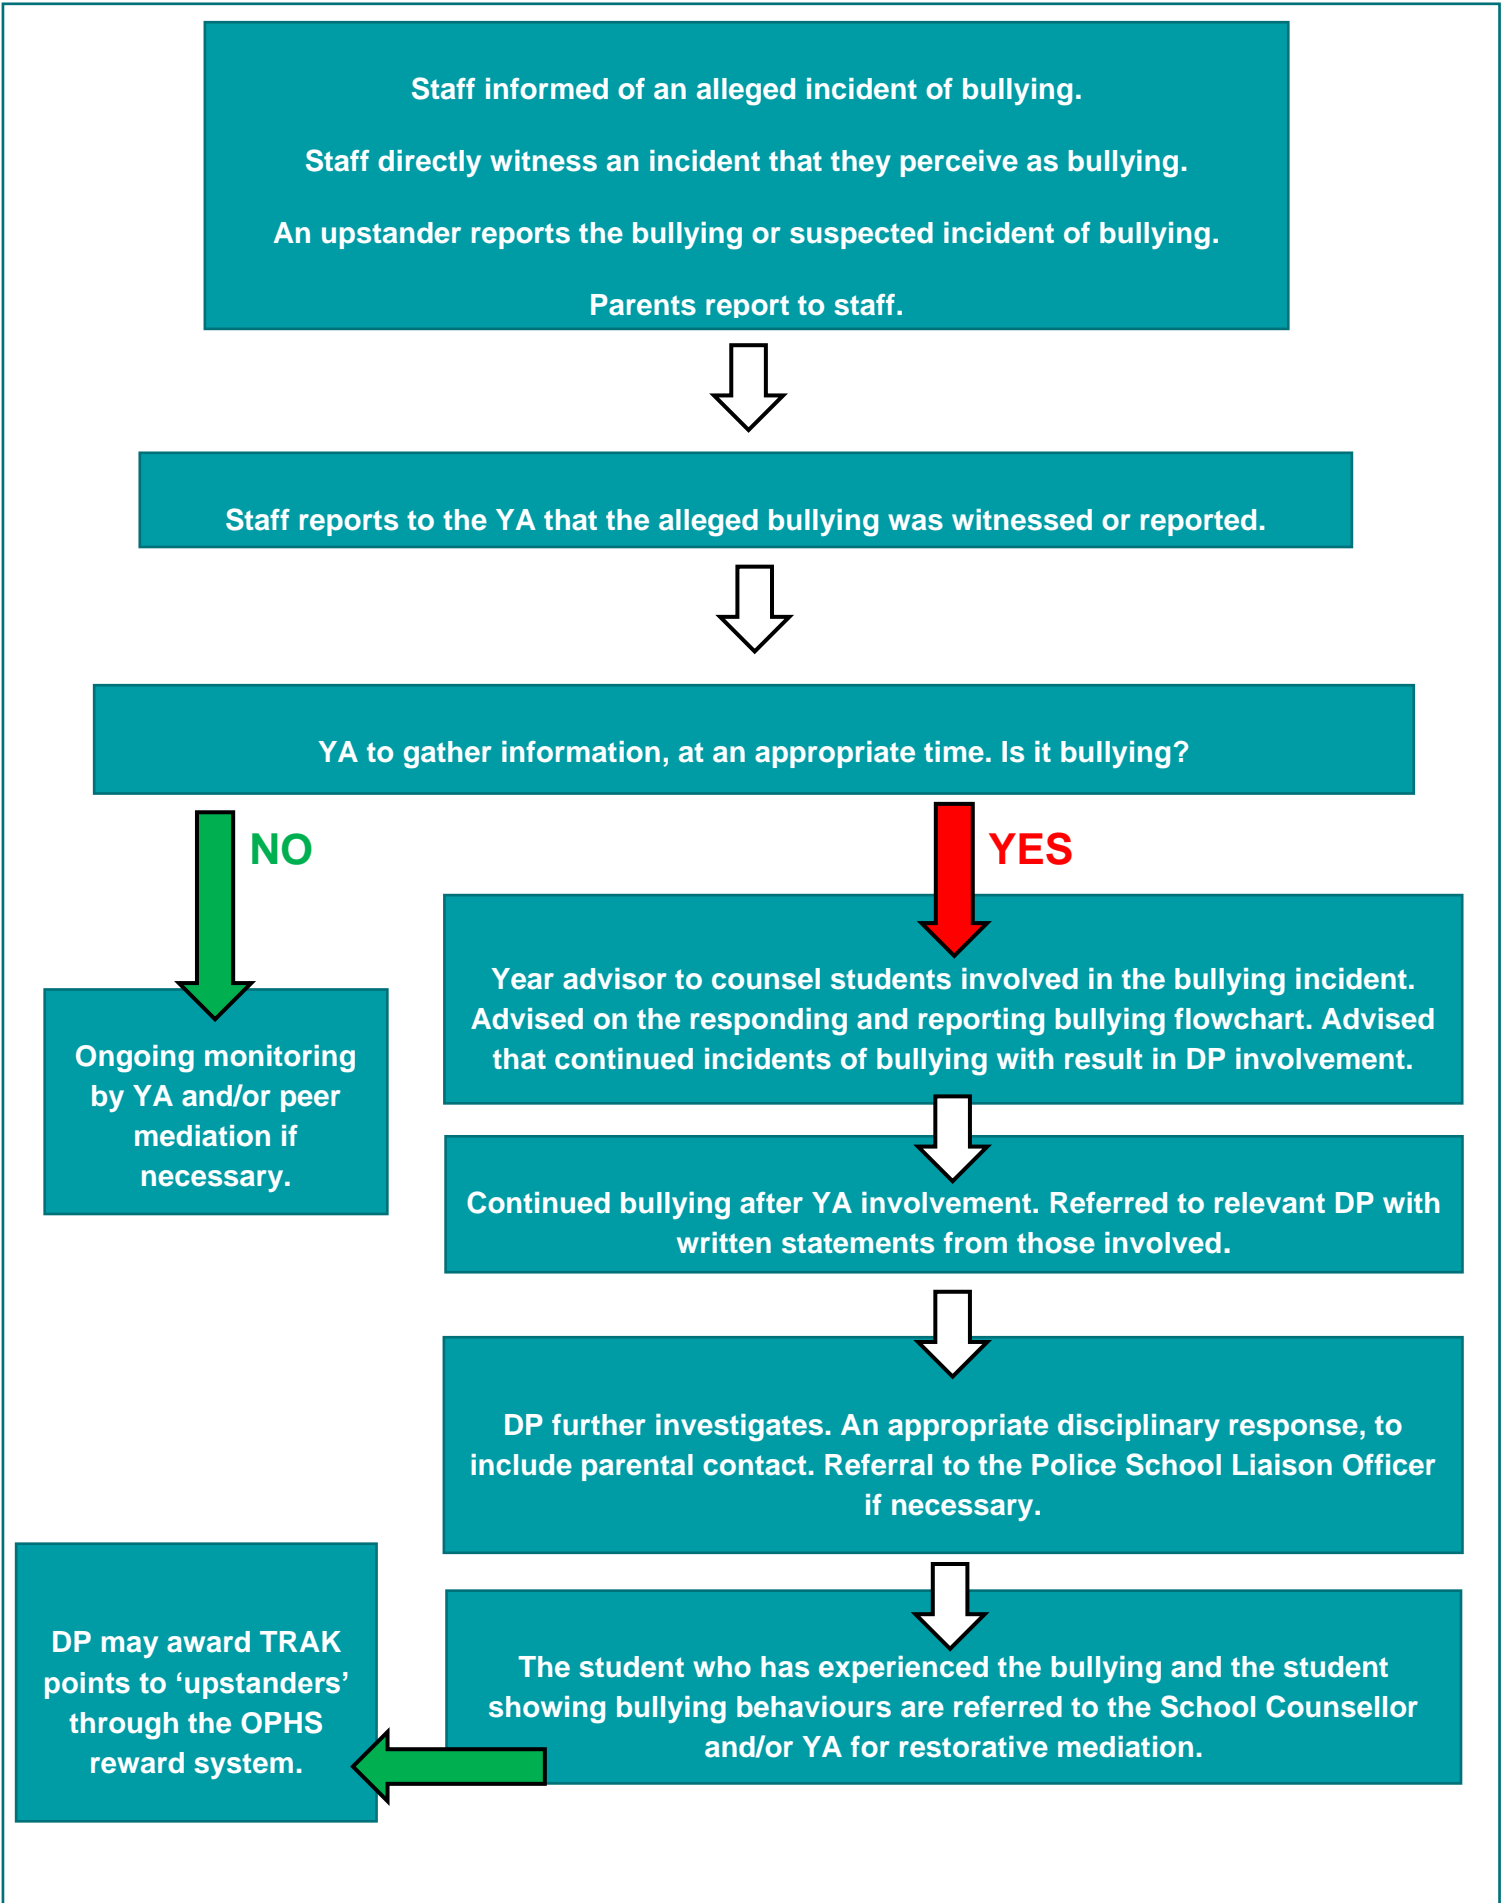 Staff informed of an alleged incident of bullying.
Staff directly witness an incident that they perceive as bullying.
An upstander reports the bullying or suspected incident of bullying.
Parents report to staff.
Staff reports to the YA that the alleged bullying was witnessed or reported.
YA to gather information, at an appropriate time. Is it bullying?
NO
YES
Ongoing monitoring
by YA and/or peer
mediation if
necessary.
Year advisor to counsel students involved in the bullying incident.
Advised on the responding and reporting bullying flowchart. Advised
that continued incidents of bullying with result in DP involvement.
Continued bullying after YA involvement. Referred to relevant DP with
written statements from those involved.
DP further investigates. An appropriate disciplinary response, to
include parental contact. Referral to the Police School Liaison Officer
if necessary.
The student who has experienced the bullying and the student
showing bullying behaviours are referred to the School Counsellor
and/or YA for restorative mediation.
DP may award TRAK
points to ‘upstanders’
through the OPHS
reward system.